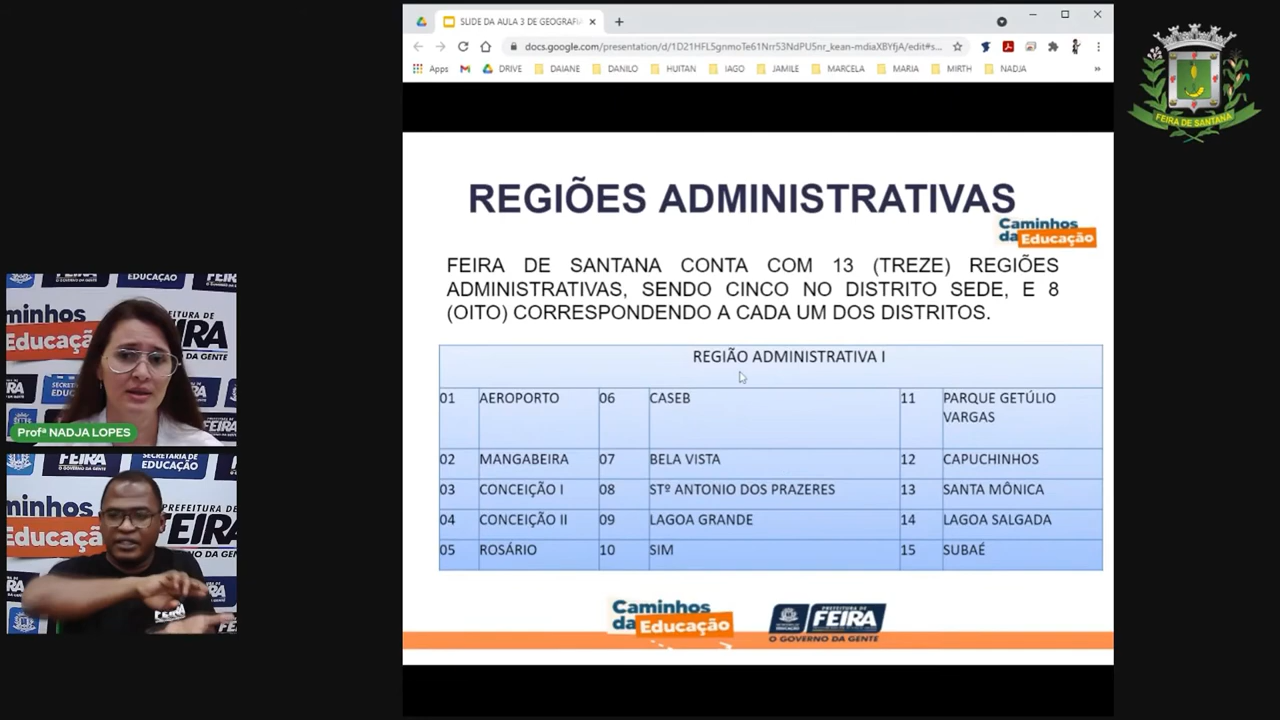 SLIDE DA AULA 3 DE GEOGRAFIA
docs.google.com/presentation/d/1D21HFL5gnmoTe61Nrr53NdPU5nr_kean-mdiaXBYfjA/edit#s...
Apps DRIVE DAIANE DANILO HUITAN IAGO JAMILE MARCELA MARIA MIRTH NADJA »
FEIRA DE SANTANA
REGIÕES ADMINISTRATIVAS
Caminhos
da Educação
FEIRA DE SANTANA CONTA COM 13 (TREZE) REGIÕES
ADMINISTRATIVAS, SENDO CINCO NO DISTRITO SEDE, E 8
(OITO) CORRESPONDENDO A CADA UM DOS DISTRITOS.
REGIÃO ADMINISTRATIVA I
01 AEROPORTO 06 CASEB 11 PARQUE GETÚLIO
VARGAS
02 MANGABEIRA 07 BELA VISTA 12 CAPUCHINHOS
03 CONCEIÇÃO I 08 STº ANTONIO DOS PRAZERES 13 SANTA MÔNICA
04 CONCEIÇÃO II 09 LAGOA GRANDE 14 LAGOA SALGADA
05 ROSÁRIO 10 SIM 15 SUBAÉ
Caminhos
da Educação
PREFEITURA DE
FEIRA
O GOVERNO DA GENTE
Profª NADJA LOPES
SECRETARIA DE
EDUCAÇÃO
FEIRA